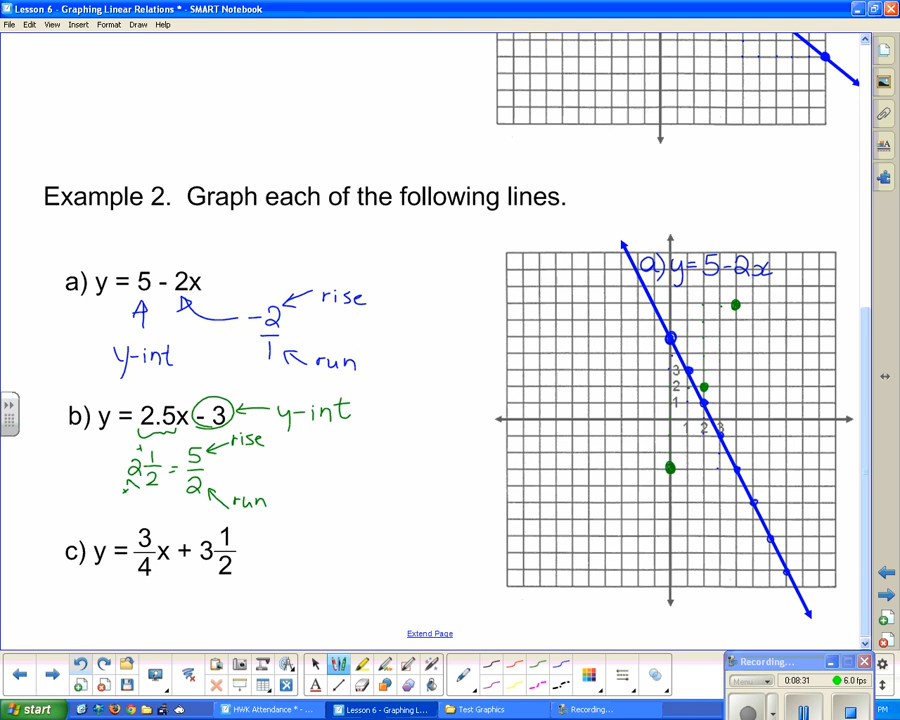 Lesson 6 - Graphing Linear Relations * - SMART Notebook
File Edit View Insert Format Draw Help
Example 2. Graph each of the following lines.
a) y = 5 - 2x
y-int
-2/1
rise
run
b) y = 2.5x - 3
y-int
2 1/2 = 5/2
rise
run
c) y = 3/4x + 3 1/2
a) y = 5 - 2x
3
2
1
1 2 3
Extend Page
Recording...
Menu
0:08:31
6.0 fps
start
HWK Attendance * - ...
Lesson 6 - Graphing L...
Test Graphics
Recording...
PM